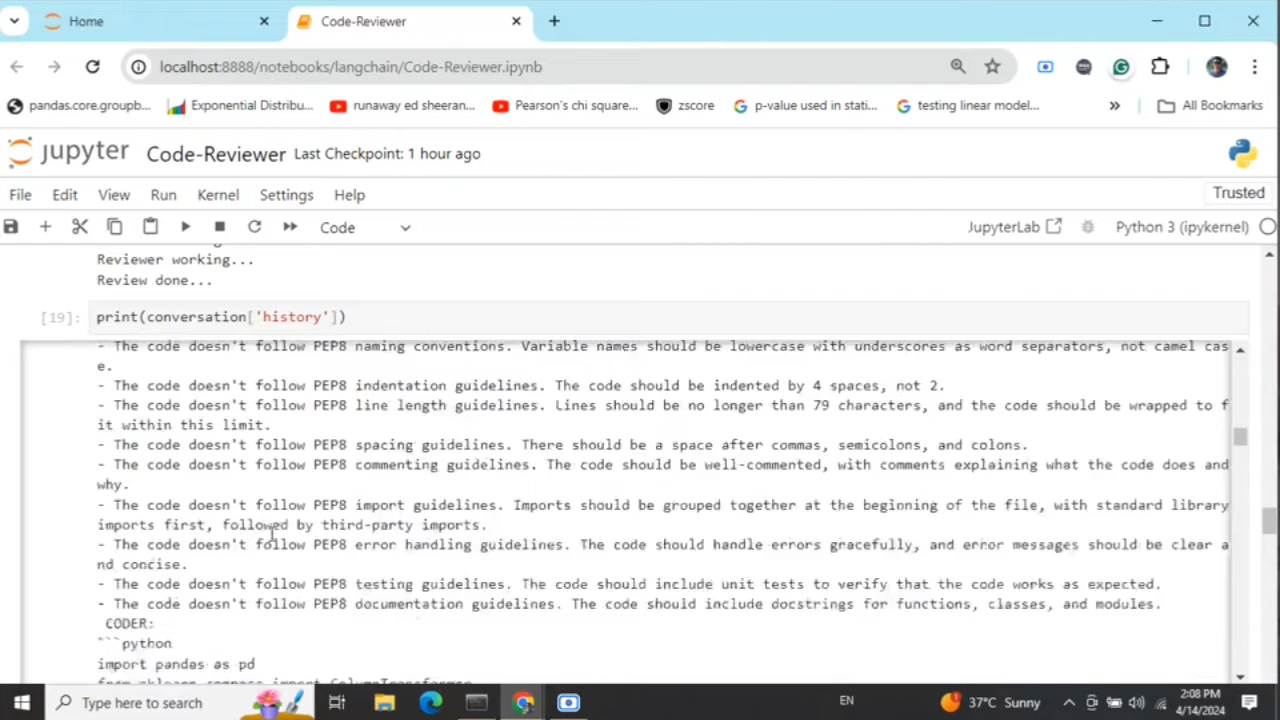 Home
Code-Reviewer
localhost:8888/notebooks/langchain/Code-Reviewer.ipynb
pandas.core.groupb...
Exponential Distribu...
runaway ed sheeran...
Pearson's chi square...
zscore
p-value used in stati...
testing linear model...
All Bookmarks
jupyter Code-Reviewer Last Checkpoint: 1 hour ago
File Edit View Run Kernel Settings Help
Trusted
Code
JupyterLab
Python 3 (ipykernel)
Reviewer working...
Review done...
[19]: print(conversation['history'])
- The code doesn't follow PEP8 naming conventions. Variable names should be lowercase with underscores as word separators, not camel cas
e.
- The code doesn't follow PEP8 indentation guidelines. The code should be indented by 4 spaces, not 2.
- The code doesn't follow PEP8 line length guidelines. Lines should be no longer than 79 characters, and the code should be wrapped to f
it within this limit.
- The code doesn't follow PEP8 spacing guidelines. There should be a space after commas, semicolons, and colons.
- The code doesn't follow PEP8 commenting guidelines. The code should be well-commented, with comments explaining what the code does and
why.
- The code doesn't follow PEP8 import guidelines. Imports should be grouped together at the beginning of the file, with standard library
imports first, followed by third-party imports.
- The code doesn't follow PEP8 error handling guidelines. The code should handle errors gracefully, and error messages should be clear a
nd concise.
- The code doesn't follow PEP8 testing guidelines. The code should include unit tests to verify that the code works as expected.
- The code doesn't follow PEP8 documentation guidelines. The code should include docstrings for functions, classes, and modules.
CODER:
```python
import pandas as pd
Type here to search
EN
37°C Sunny
2:08 PM
4/14/2024